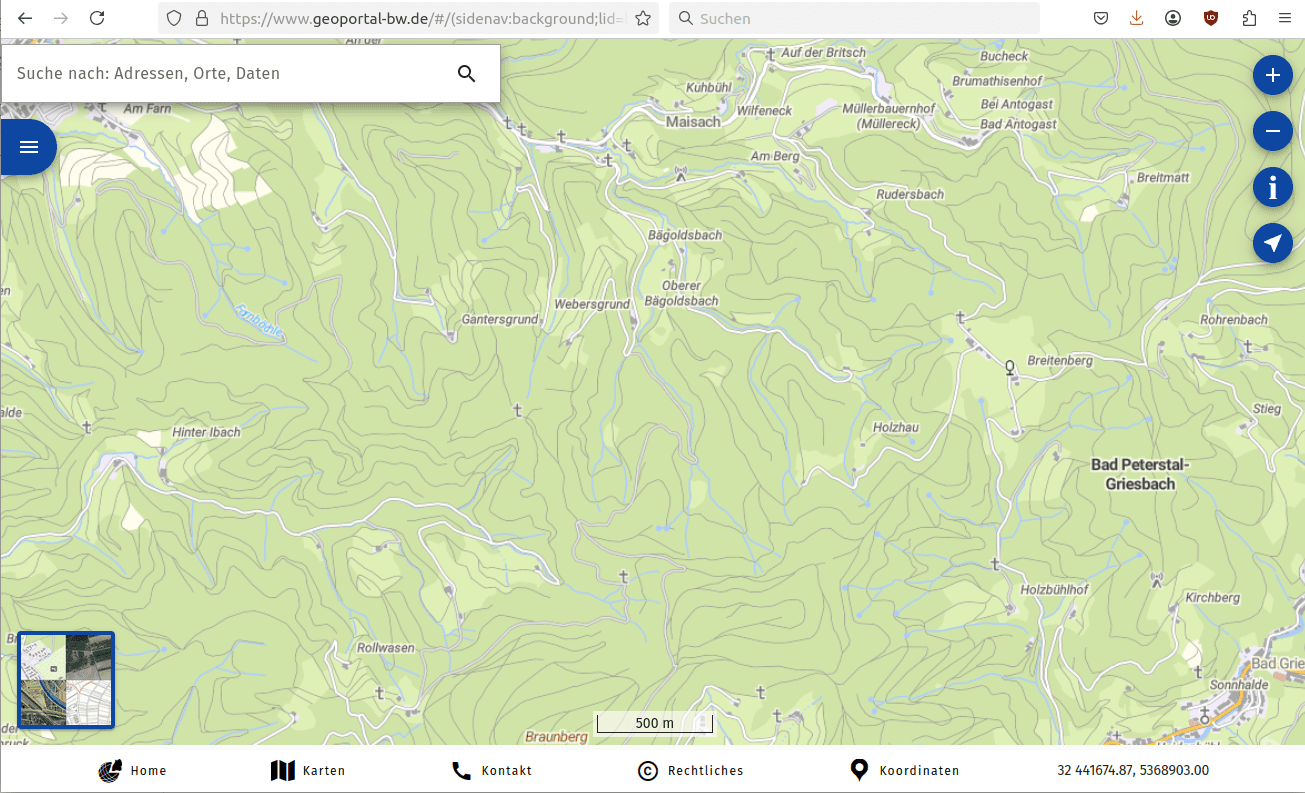 https://www.geoportal-bw.de/#/(sidenav:background;lid=
Suchen
Suche nach: Adressen, Orte, Daten
Auf der Britsch
Bucheck
Kuhbühl
Brumathisenhof
Wilfeneck
Müllerbauernhof
(Müllereck)
Bei Antogast
Bad Antogast
Am Farn
Maisach
Am Berg
Breitmatt
Rudersbach
Bägoldsbach
Oberer
Bägoldsbach
Webersgrund
Gantersgrund
Rohrenbach
Breitenberg
Stieg
Holzhau
Hinter Ibach
Bad Peterstal-
Griesbach
Holzbühlhof
Kirchberg
Rollwasen
Bad Grie
Sonnhalde
500 m
Braunberg
Home
Karten
Kontakt
Rechtliches
Koordinaten
32 441674.87, 5368903.00